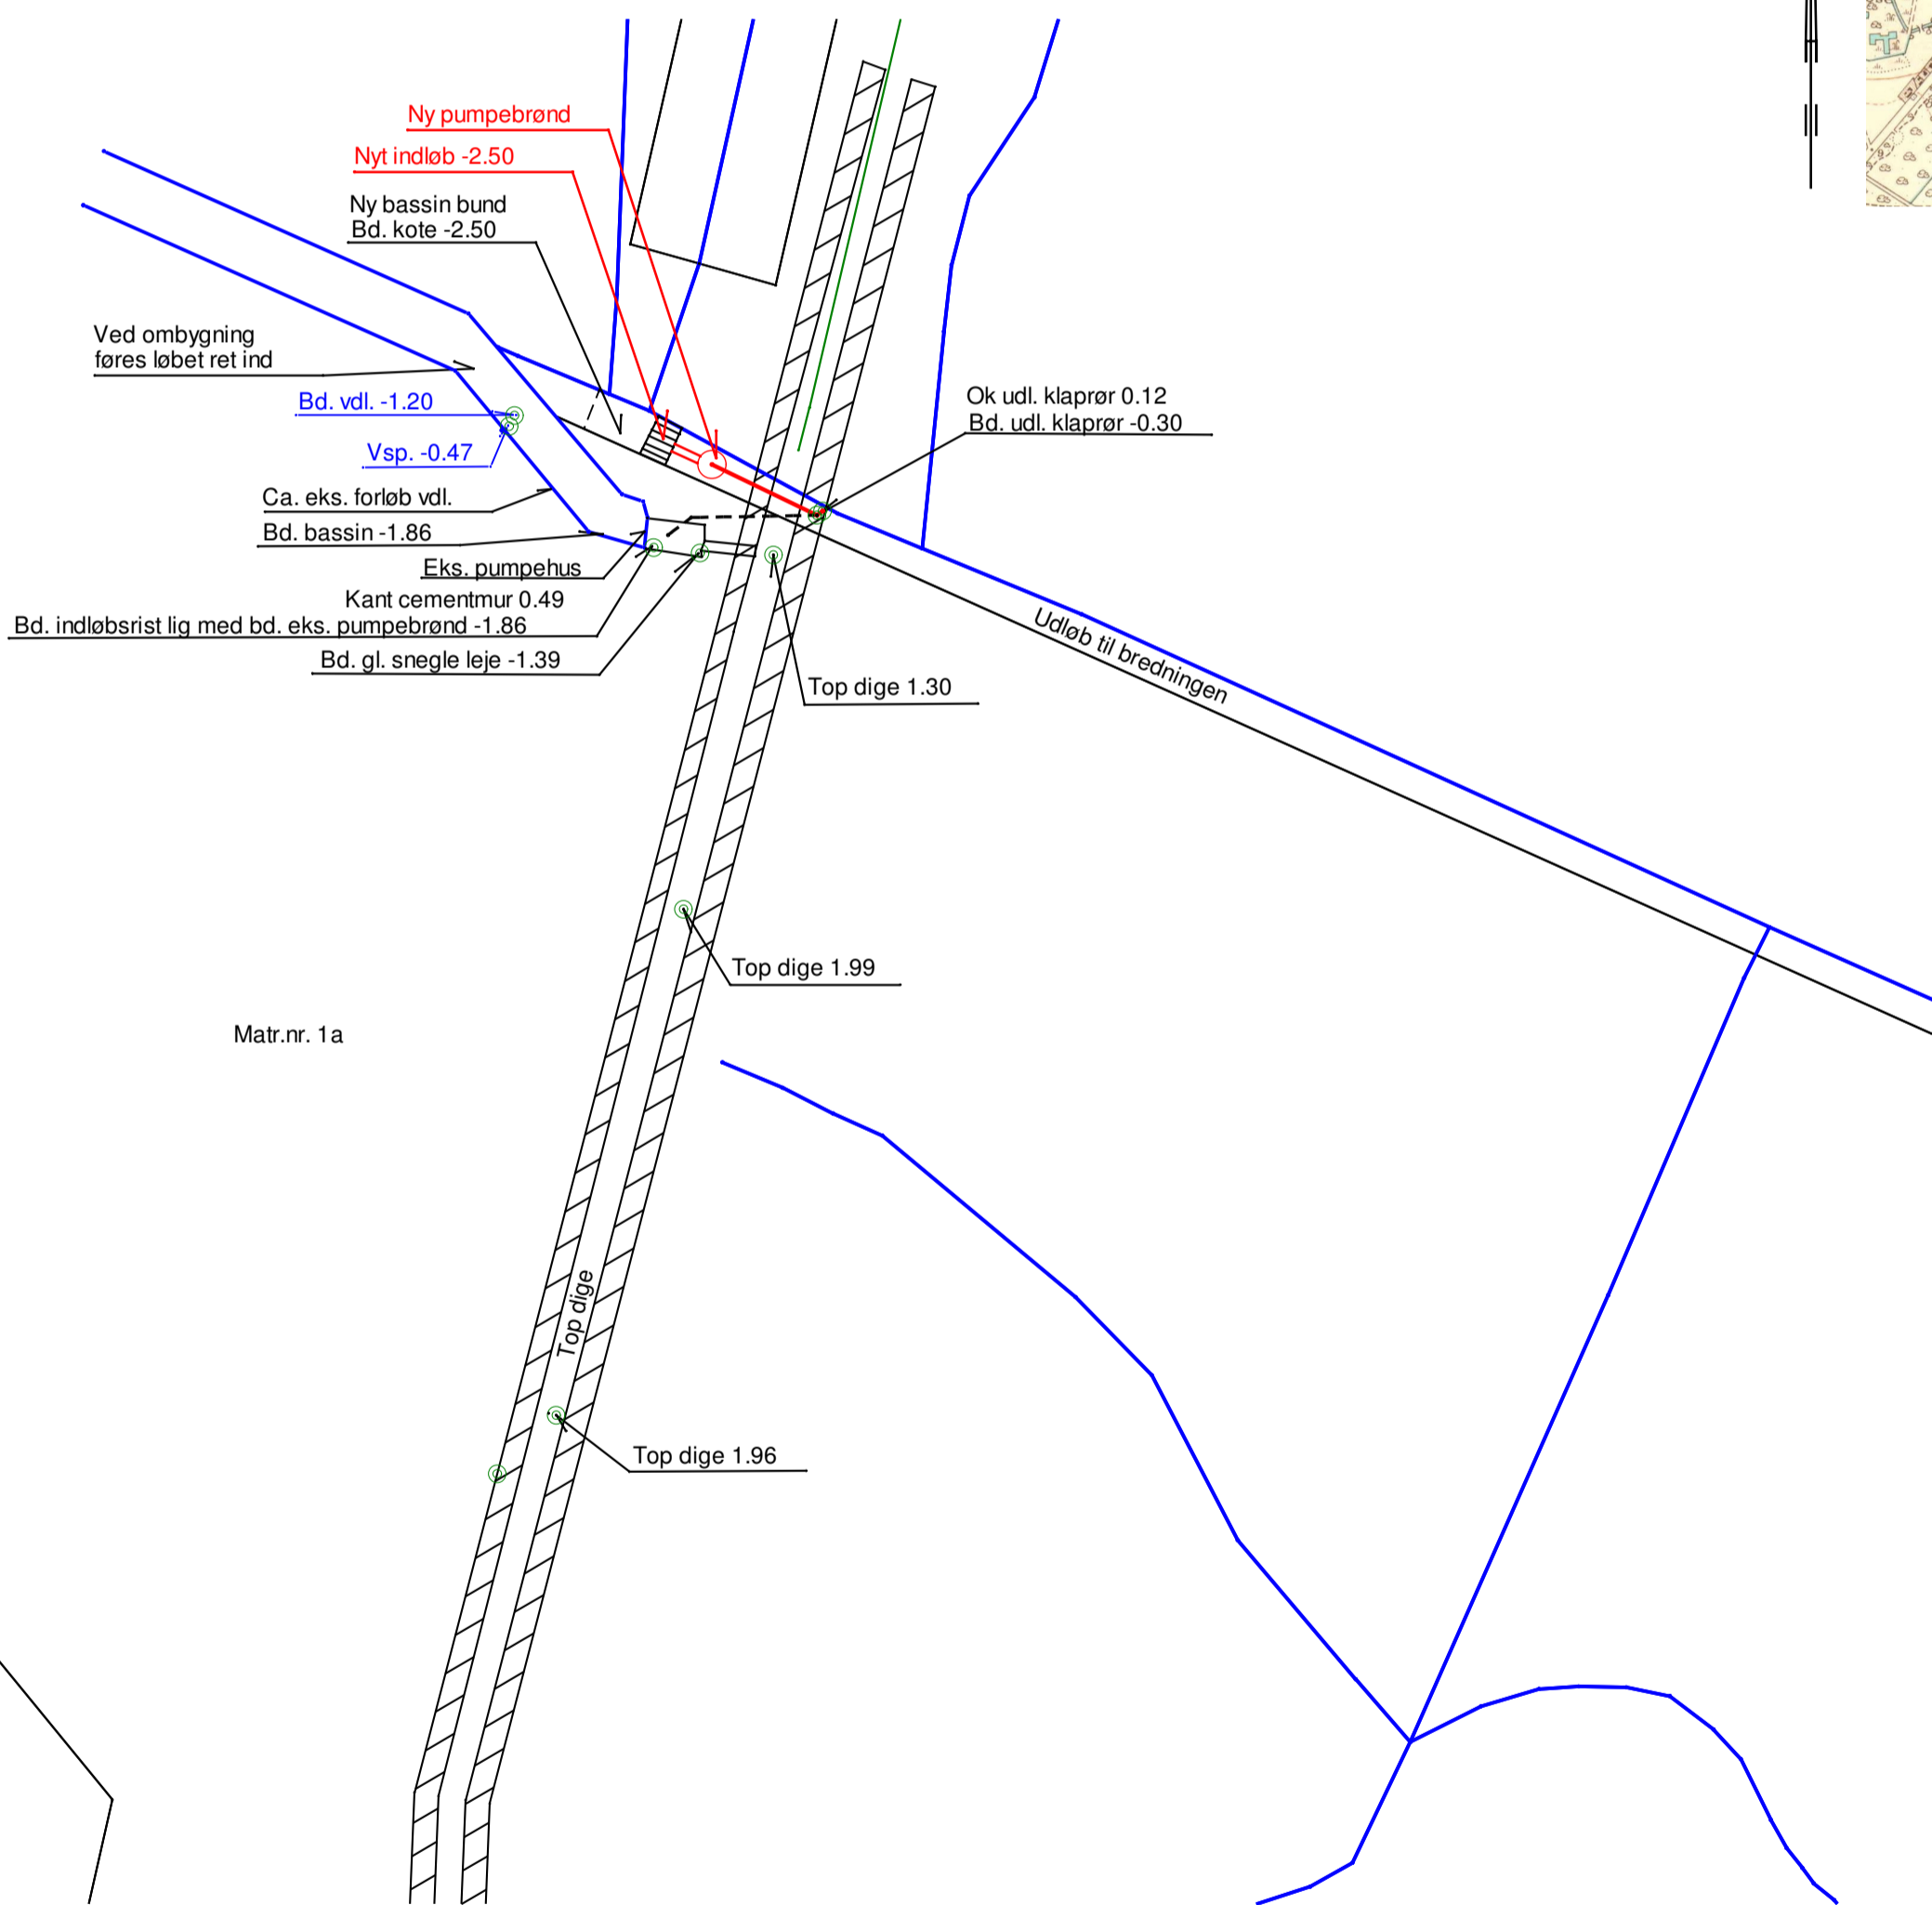 Ny pumpebrønd
Nyt indløb -2.50
Ny bassin bund
Bd. kote -2.50
Ved ombygning
føres løbet ret ind
Bd. vdl. -1.20
Vsp. -0.47
Ca. eks. forløb vdl.
Bd. bassin -1.86
Eks. pumpehus
Kant cementmur 0.49
Bd. indløbsrist lig med bd. eks. pumpebrønd -1.86
Bd. gl. snegle leje -1.39
Ok udl. klaprør 0.12
Bd. udl. klaprør -0.30
Udløb til bredningen
Top dige 1.30
Top dige 1.99
Matr.nr. 1a
Top dige
Top dige 1.96